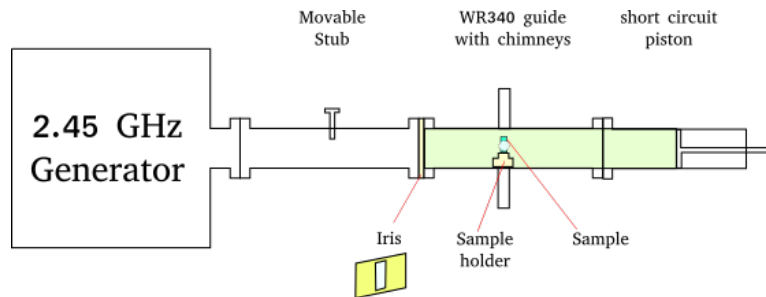 Movable
Stub
WR340 guide
with chimneys
short circuit
piston
2.45 GHz
Generator
Iris
Sample
holder
Sample